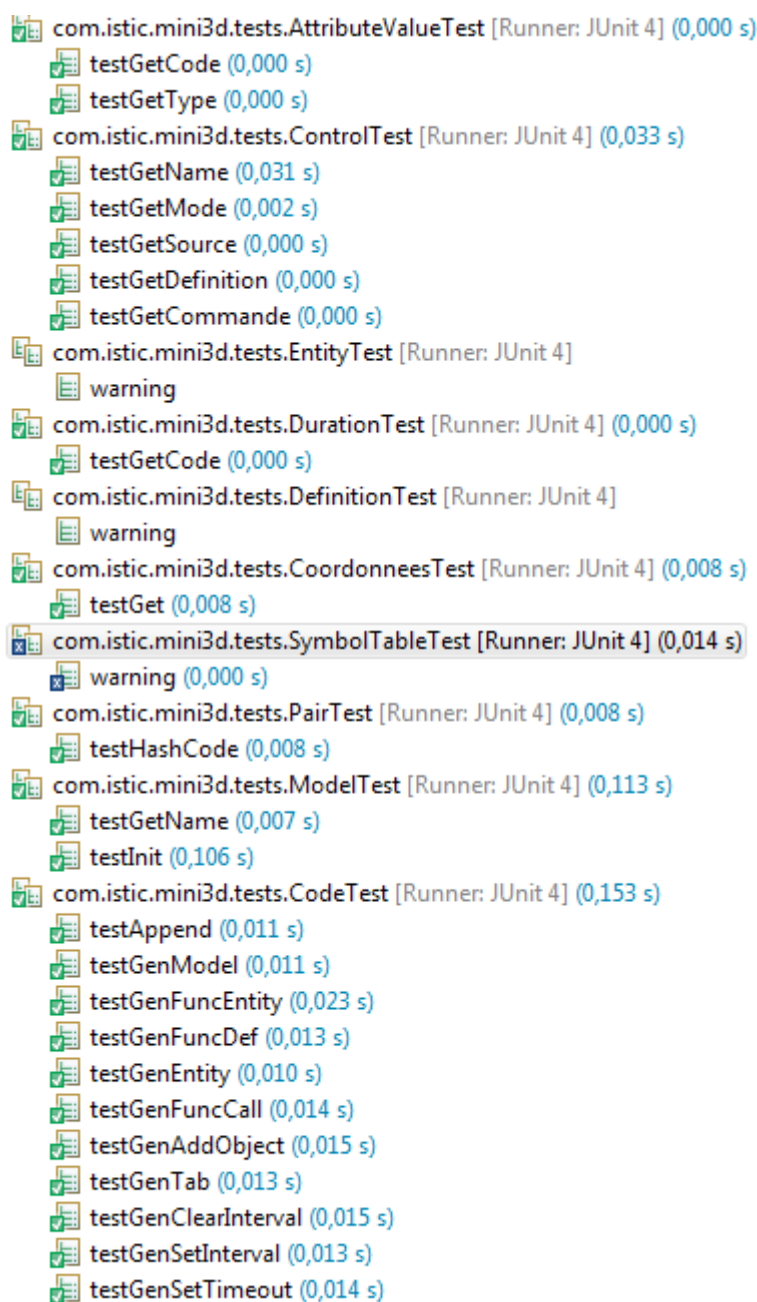 com.istic.mini3d.tests.AttributeValueTest [Runner: JUnit 4] (0,000 s)
testGetCode (0,000 s)
testGetType (0,000 s)
com.istic.mini3d.tests.ControlTest [Runner: JUnit 4] (0,033 s)
testGetName (0,031 s)
testGetMode (0,002 s)
testGetSource (0,000 s)
testGetDefinition (0,000 s)
testGetCommande (0,000 s)
com.istic.mini3d.tests.EntityTest [Runner: JUnit 4]
warning
com.istic.mini3d.tests.DurationTest [Runner: JUnit 4] (0,000 s)
testGetCode (0,000 s)
com.istic.mini3d.tests.DefinitionTest [Runner: JUnit 4]
warning
com.istic.mini3d.tests.CoordonneesTest [Runner: JUnit 4] (0,008 s)
testGet (0,008 s)
com.istic.mini3d.tests.SymbolTableTest [Runner: JUnit 4] (0,014 s)
warning (0,000 s)
com.istic.mini3d.tests.PairTest [Runner: JUnit 4] (0,008 s)
testHashCode (0,008 s)
com.istic.mini3d.tests.ModelTest [Runner: JUnit 4] (0,113 s)
testGetName (0,007 s)
testInit (0,106 s)
com.istic.mini3d.tests.CodeTest [Runner: JUnit 4] (0,153 s)
testAppend (0,011 s)
testGenModel (0,011 s)
testGenFuncEntity (0,023 s)
testGenFuncDef (0,013 s)
testGenEntity (0,010 s)
testGenFuncCall (0,014 s)
testGenAddObject (0,015 s)
testGenTab (0,013 s)
testGenClearInterval (0,015 s)
testGenSetInterval (0,013 s)
testGenSetTimeout (0,014 s)